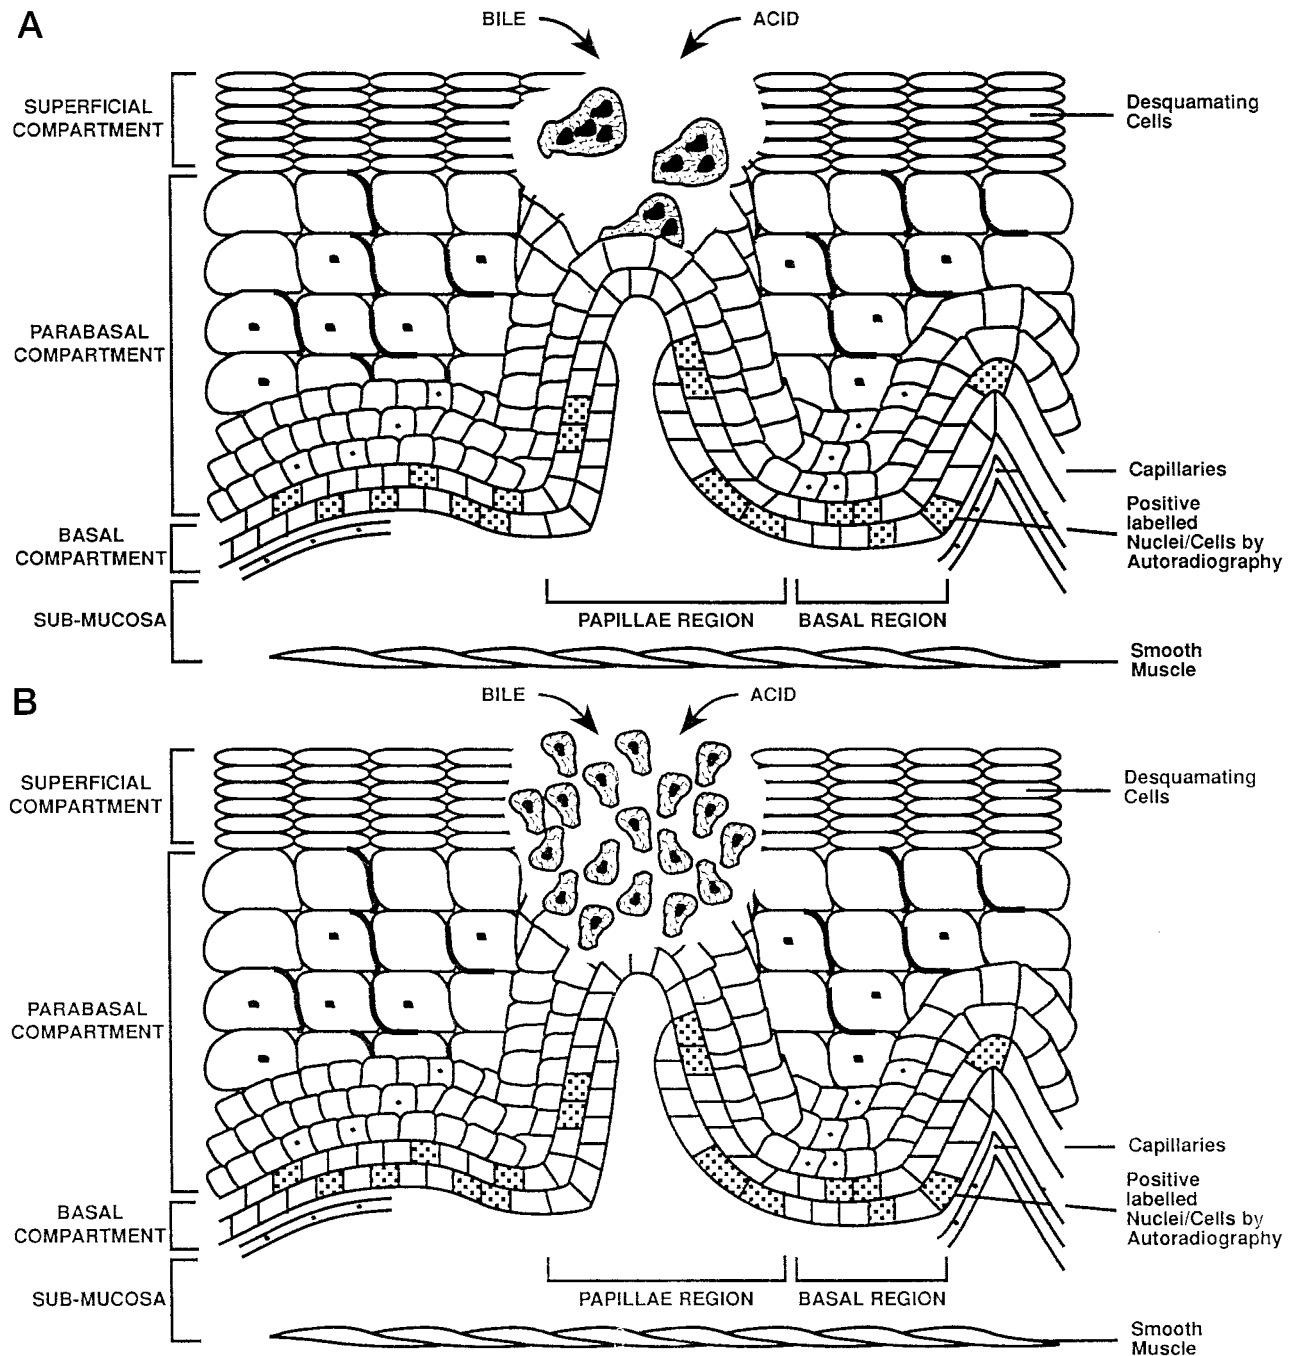 A
BILE
ACID
SUPERFICIAL
COMPARTMENT
Desquamating
Cells
PARABASAL
COMPARTMENT
Capillaries
Positive
labelled
Nuclei/Cells by
Autoradiography
BASAL
COMPARTMENT
SUB-MUCOSA
PAPILLAE REGION
BASAL REGION
Smooth
Muscle
B
BILE
ACID
SUPERFICIAL
COMPARTMENT
Desquamating
Cells
PARABASAL
COMPARTMENT
Capillaries
Positive
labelled
Nuclei/Cells by
Autoradiography
BASAL
COMPARTMENT
SUB-MUCOSA
PAPILLAE REGION
BASAL REGION
Smooth
Muscle